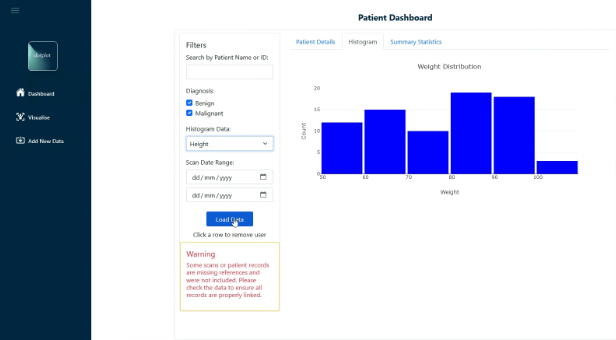 Patient Dashboard
dotplot
Dashboard
Visualise
Add New Data
Filters
Search by Patient Name or ID:
Diagnosis:
Benign
Malignant
Histogram Data:
Height
Scan Date Range:
dd/mm/yyyy
dd/mm/yyyy
Load Data
Click a row to remove user
Warning
Some scans or patient records
are missing references and
were not included. Please
check the data to ensure all
records are properly linked.
Patient Details
Histogram
Summary Statistics
Weight Distribution
20
15
10
5
0
Count
50 60 70 80 90 100
Weight